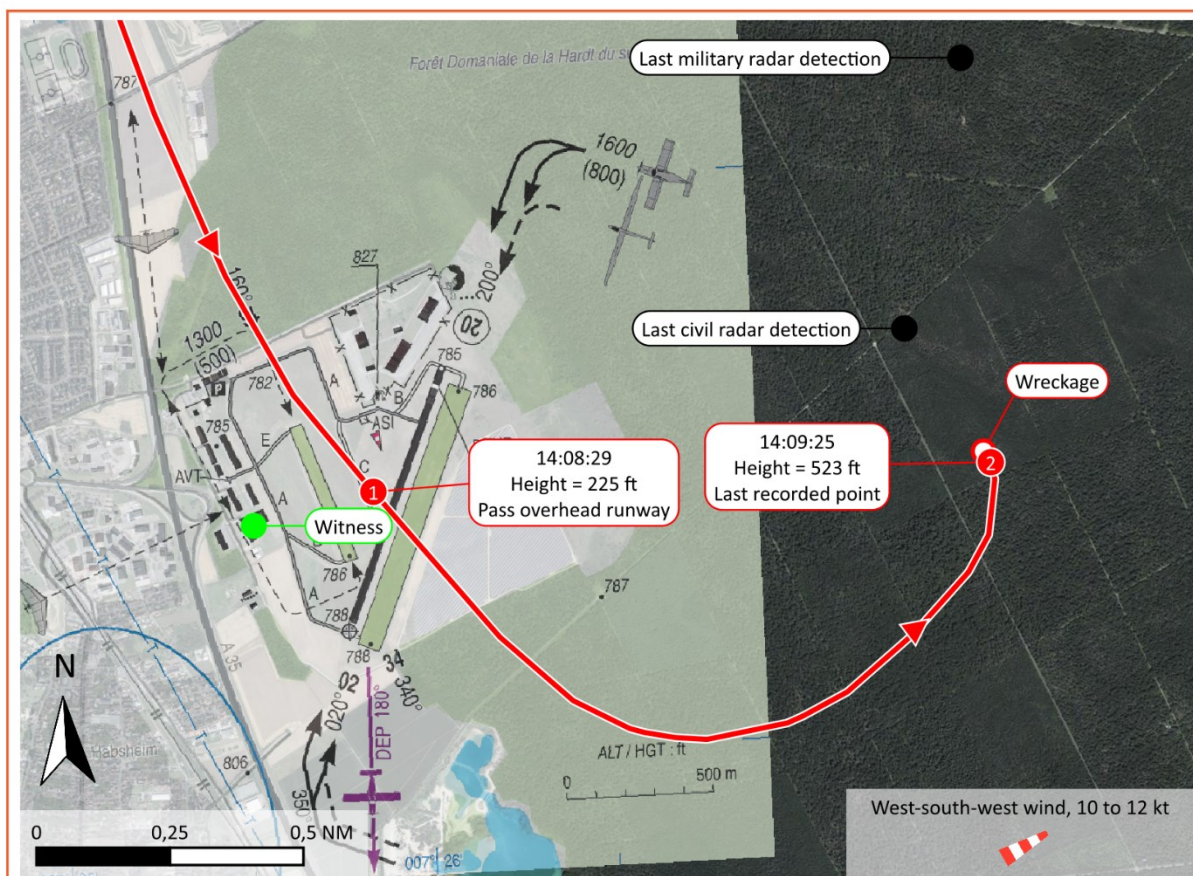 Forêt Domaniale de la Hardt du
Last military radar detection
787
1600
(800)
827
200°
20
160°
1300
(500)
Last civil radar detection
P
782
A
785
B
786
ASI
785
E
C
Wreckage
AVT
A
14:08:29
Height = 225 ft
Pass overhead runway
1
14:09:25
Height = 523 ft
Last recorded point
2
Witness
786
A
787
788
788
34
02
340°
020°
A 35
N
DEP 180°
ALT / HGT : ft
Habsheim
806
0
500 m
350°
West-south-west wind, 10 to 12 kt
0
0,25
0,5 NM
007° 26'